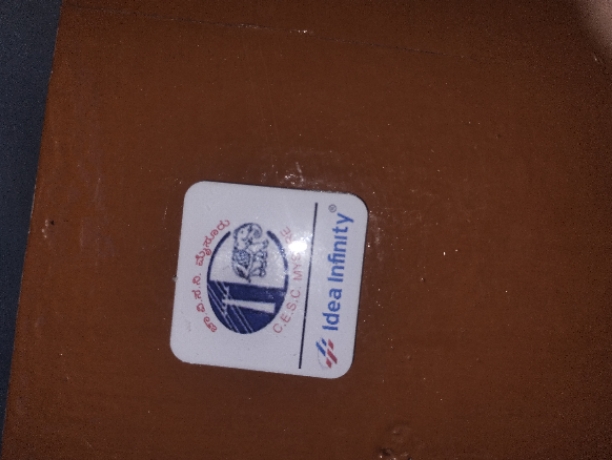 ಚಾ.ವಿ.ಸ.ನಿ. ಮೈಸೂರು
C.E.S.C. MYSORE
Idea Infinity®